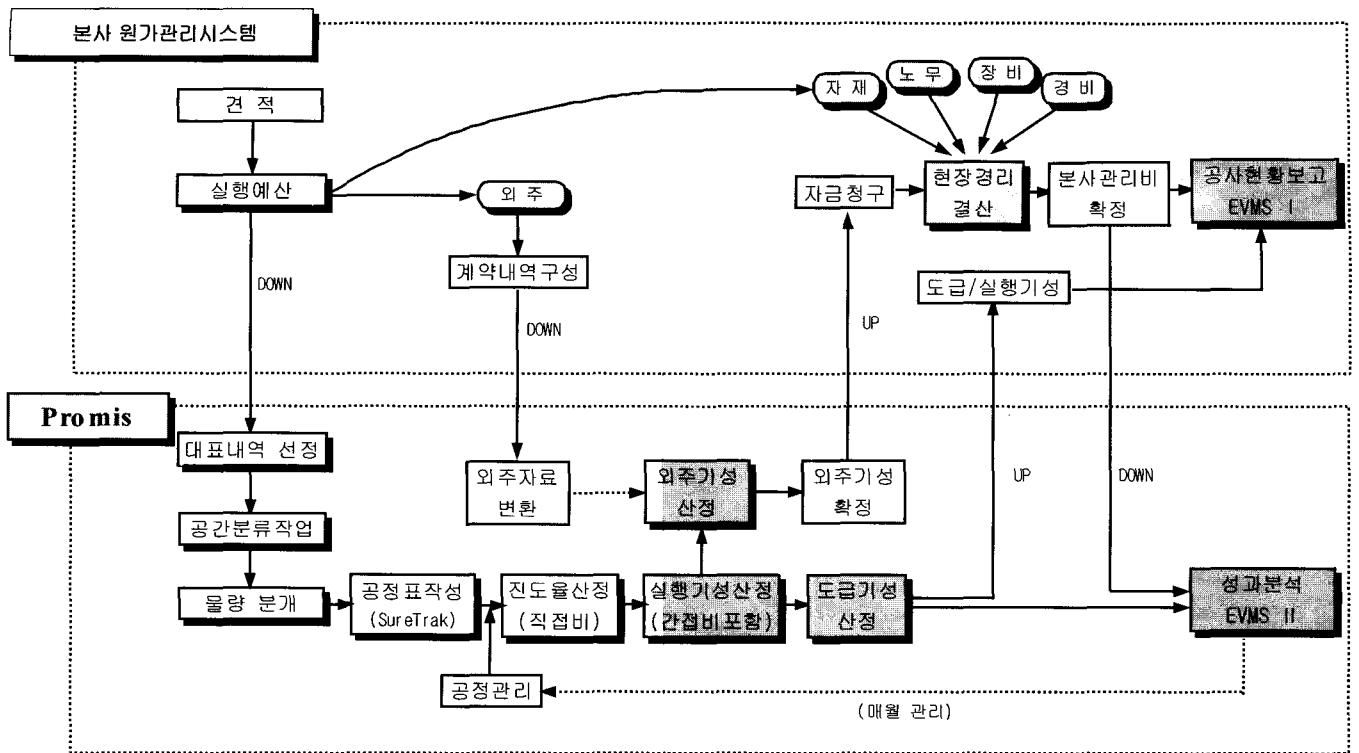 본사 원가관리시스템
견 적
실행예산
DOWN
외 주
계약내역구성
DOWN
자 재
노 무
장 비
경 비
자금청구
현장경리
결산
본사관리비
확정
공사현황보고
EVMS I
도급/실행기성
UP
Promis
대표내역 선정
공간분류작업
물량 분개
외주자료
변환
외주기성
산정
외주기성
확정
UP
DOWN
공정표작성
(SureTrak)
진도율산정
(직접비)
실행기성산정
(간접비포함)
도급기성
산정
성과분석
EVMS II
공정관리
(매월 관리)